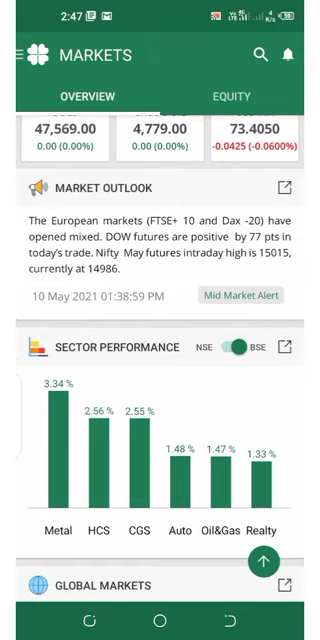 2:47
MARKETS
OVERVIEW EQUITY
47,569.00 4,779.00 73.4050
0.00 (0.00%) 0.00 (0.00%) -0.0425 (-0.0600%)
MARKET OUTLOOK
The European markets (FTSE+ 10 and Dax -20) have
opened mixed. DOW futures are positive by 77 pts in
today's trade. Nifty May futures intraday high is 15015,
currently at 14986.
10 May 2021 01:38:59 PM Mid Market Alert
SECTOR PERFORMANCE NSE BSE
3.34 %
2.56 % 2.55 %
1.48 % 1.47 % 1.33 %
Metal HCS CGS Auto Oil&Gas Realty
GLOBAL MARKETS